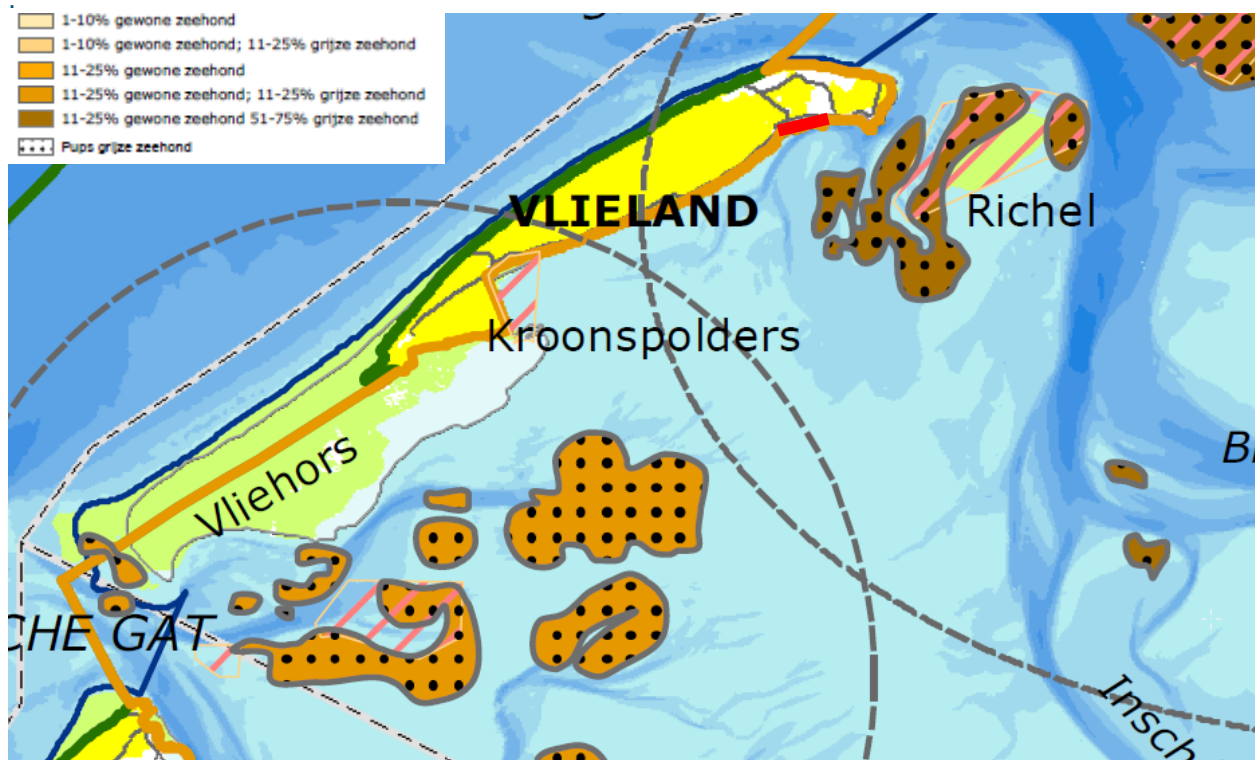 1-10% gewone zeehond
1-10% gewone zeehond; 11-25% grijze zeehond
11-25% gewone zeehond
11-25% gewone zeehond; 11-25% grijze zeehond
11-25% gewone zeehond 51-75% grijze zeehond
Pups grijze zeehond
VLIELAND
Richel
Kroonspolders
Vliehors
CHE GAT
Insch